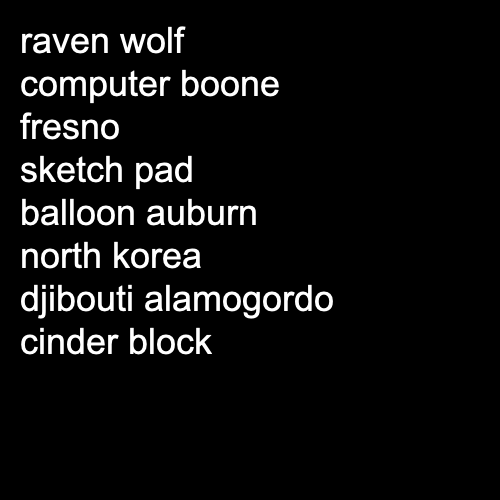 raven wolf
computer boone
fresno
sketch pad
balloon auburn
north korea
djibouti alamogordo
cinder block